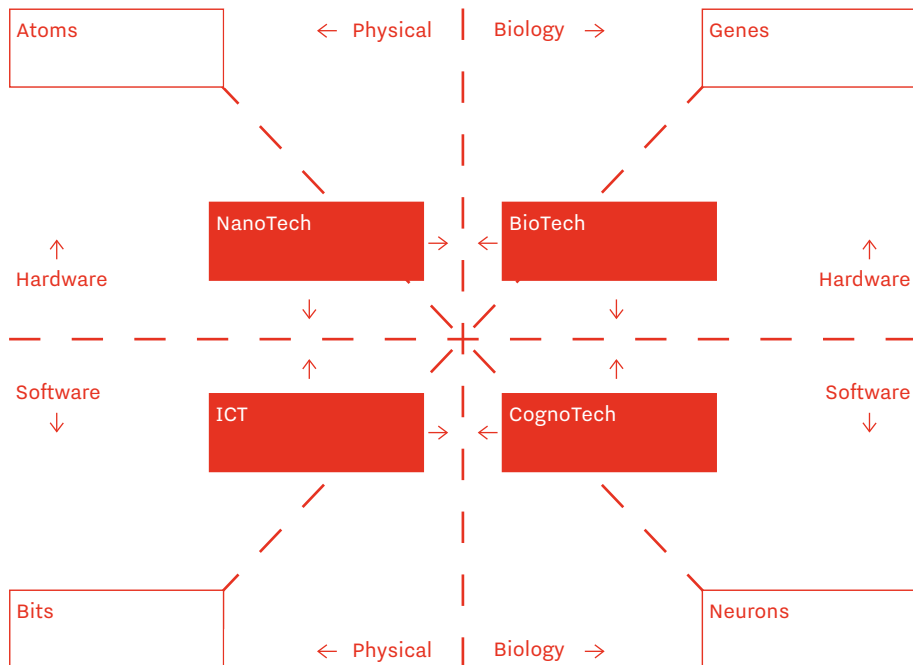 Atoms
← Physical
Biology →
Genes
NanoTech
BioTech
↑
Hardware
↑
Hardware
Software
↓
Software
↓
ICT
CognoTech
Bits
← Physical
Biology →
Neurons